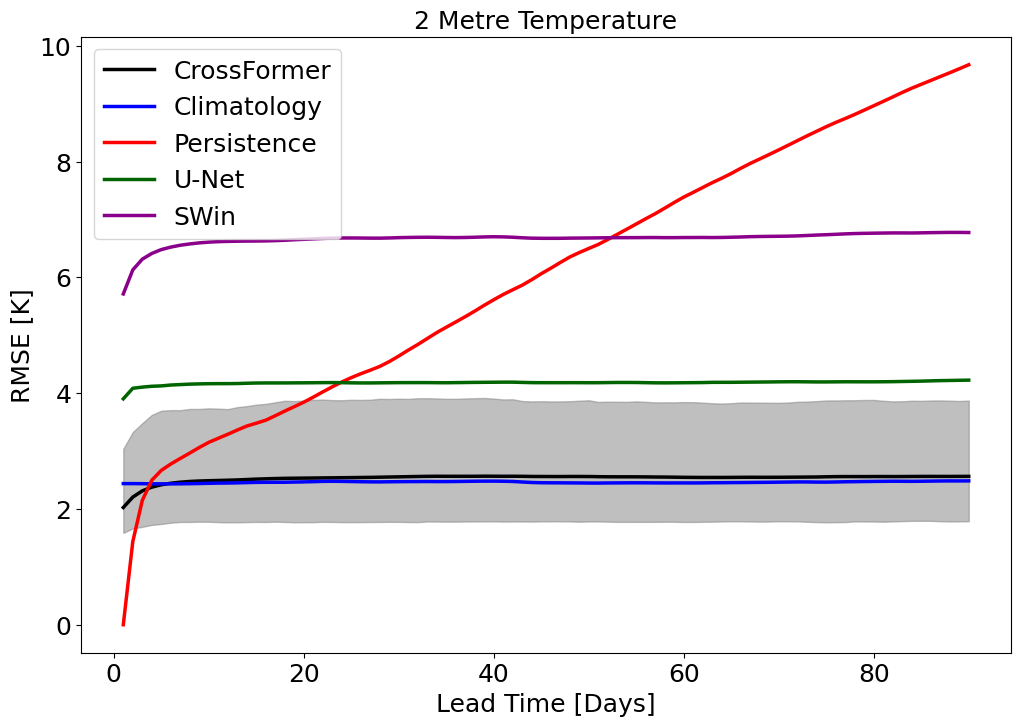 2 Metre Temperature
10
8
6
4
2
0
RMSE [K]
CrossFormer
Climatology
Persistence
U-Net
SWin
0 20 40 60 80
Lead Time [Days]